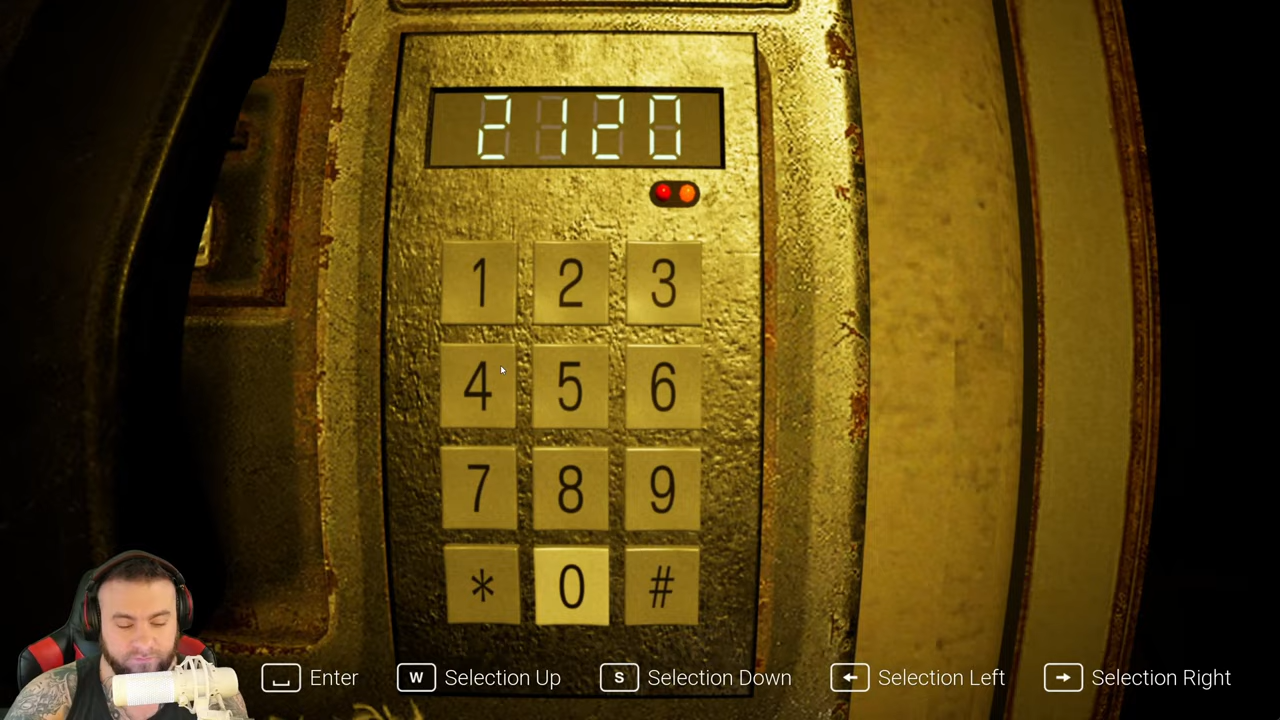 2120
1 2 3
4 5 6
7 8 9
* 0 #
Enter W Selection Up S Selection Down ← Selection Left → Selection Right